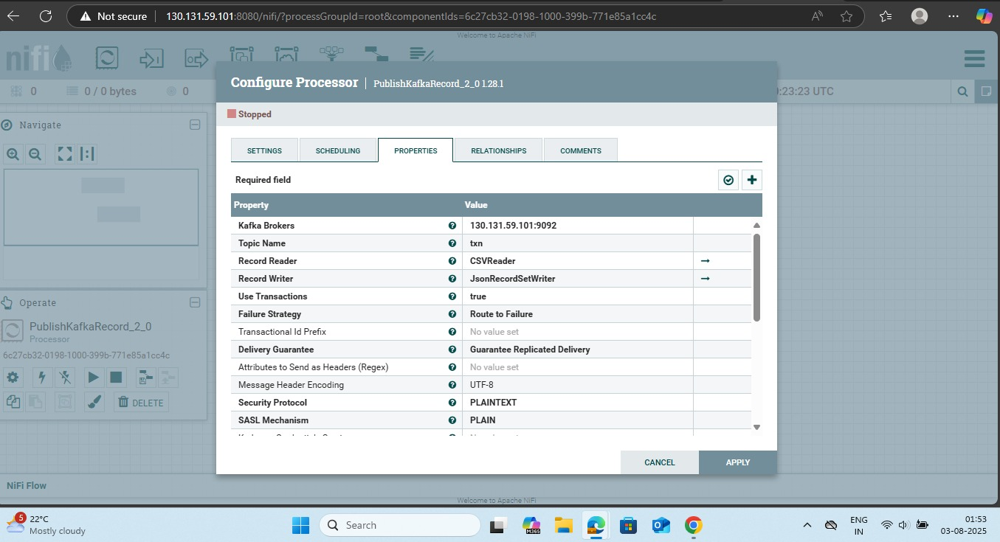 Not secure 130.131.59.101:8080/nifi/?processGroupId=root&componentIds=6c27cb32-0198-1000-399b-771e85a1cc4c
Welcome to Apache NiFi
nifi
0 0 / 0 bytes 0 :23:23 UTC
Configure Processor PublishKafkaRecord_2_0 1.28.1
Stopped
Navigate
SETTINGS SCHEDULING PROPERTIES RELATIONSHIPS COMMENTS
Required field
Property Value
Kafka Brokers 130.131.59.101:9092
Topic Name txn
Record Reader CSVReader
Record Writer JsonRecordSetWriter
Use Transactions true
Failure Strategy Route to Failure
Transactional Id Prefix No value set
Delivery Guarantee Guarantee Replicated Delivery
Attributes to Send as Headers (Regex) No value set
Message Header Encoding UTF-8
Security Protocol PLAINTEXT
SASL Mechanism PLAIN
CANCEL APPLY
Operate
PublishKafkaRecord_2_0
Processor
6c27cb32-0198-1000-399b-771e85a1cc4c
DELETE
NiFi Flow
Welcome to Apache NiFi
5
22°C
Mostly cloudy
Search
M365
ENG
IN
01:53
03-08-2025